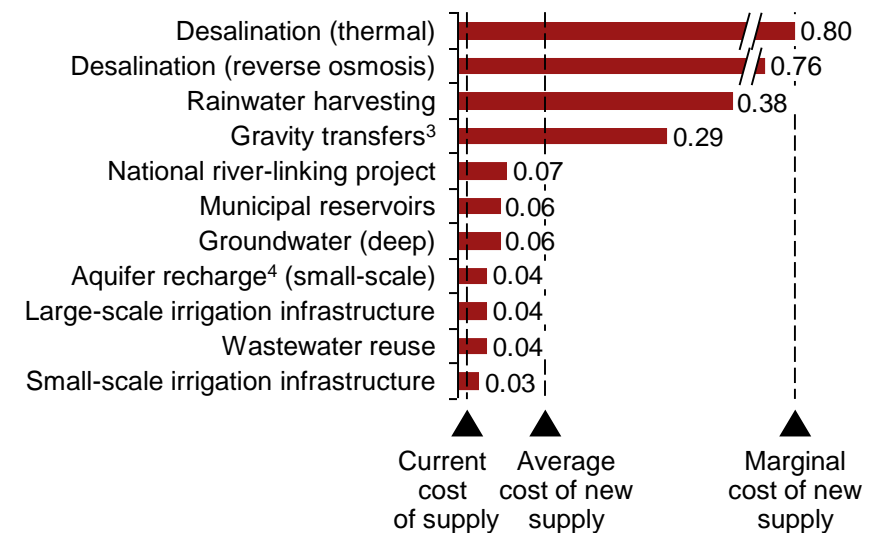 Desalination (thermal) 0.80
Desalination (reverse osmosis) 0.76
Rainwater harvesting 0.38
Gravity transfers³ 0.29
National river-linking project 0.07
Municipal reservoirs 0.06
Groundwater (deep) 0.06
Aquifer recharge⁴ (small-scale) 0.04
Large-scale irrigation infrastructure 0.04
Wastewater reuse 0.04
Small-scale irrigation infrastructure 0.03
Current
cost
of supply
Average
cost of new
supply
Marginal
cost of new
supply